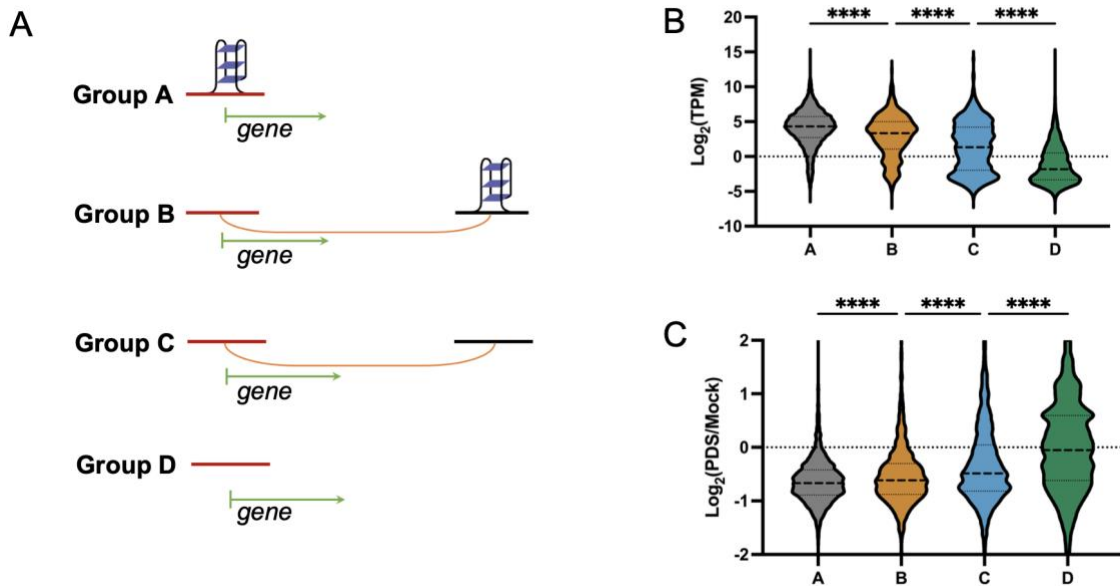 A
Group A
gene
Group B
gene
Group C
gene
Group D
gene
B
**** **** ****
Log₂(TPM)
20
15
10
5
0
-5
-10
A B C D
C
**** **** ****
Log₂(PDS/Mock)
2
1
0
-1
-2
A B C D